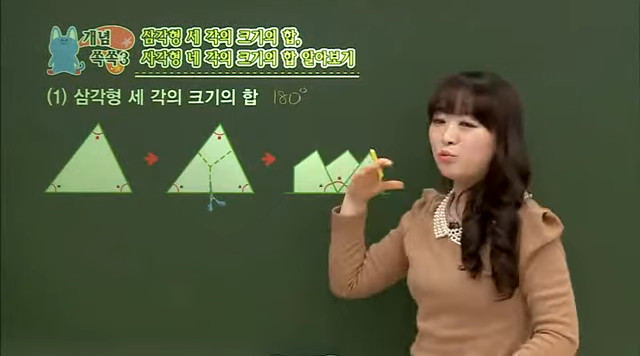 개념 쏙쏙3
삼각형 세 각의 크기의 합,
사각형 네 각의 크기의 합 알아보기
(1) 삼각형 세 각의 크기의 합 180°